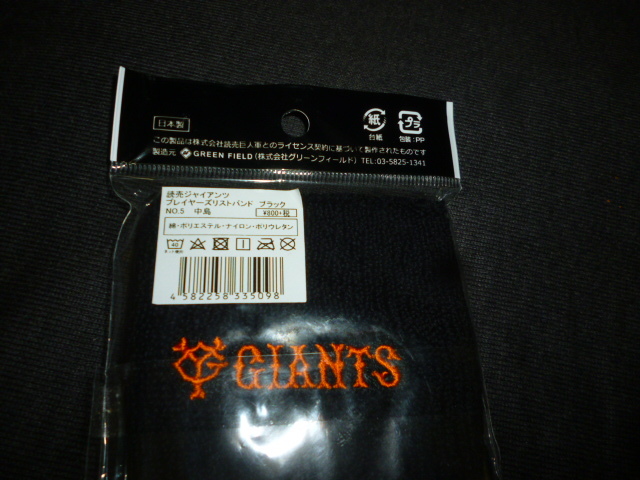 日本製
紙
台紙
プラ
包装:PP
この製品は株式会社読売巨人軍とのライセンス契約に基づいて製作されたものです
製造元 GREEN FIELD(株式会社グリーンフィールド) TEL:03-5825-1341
読売ジャイアンツ
プレイヤーズリストバンド ブラック
NO.5 中島 ¥800+税
綿・ポリエステル・ナイロン・ポリウレタン
40
4 582258 335098
YG GIANTS